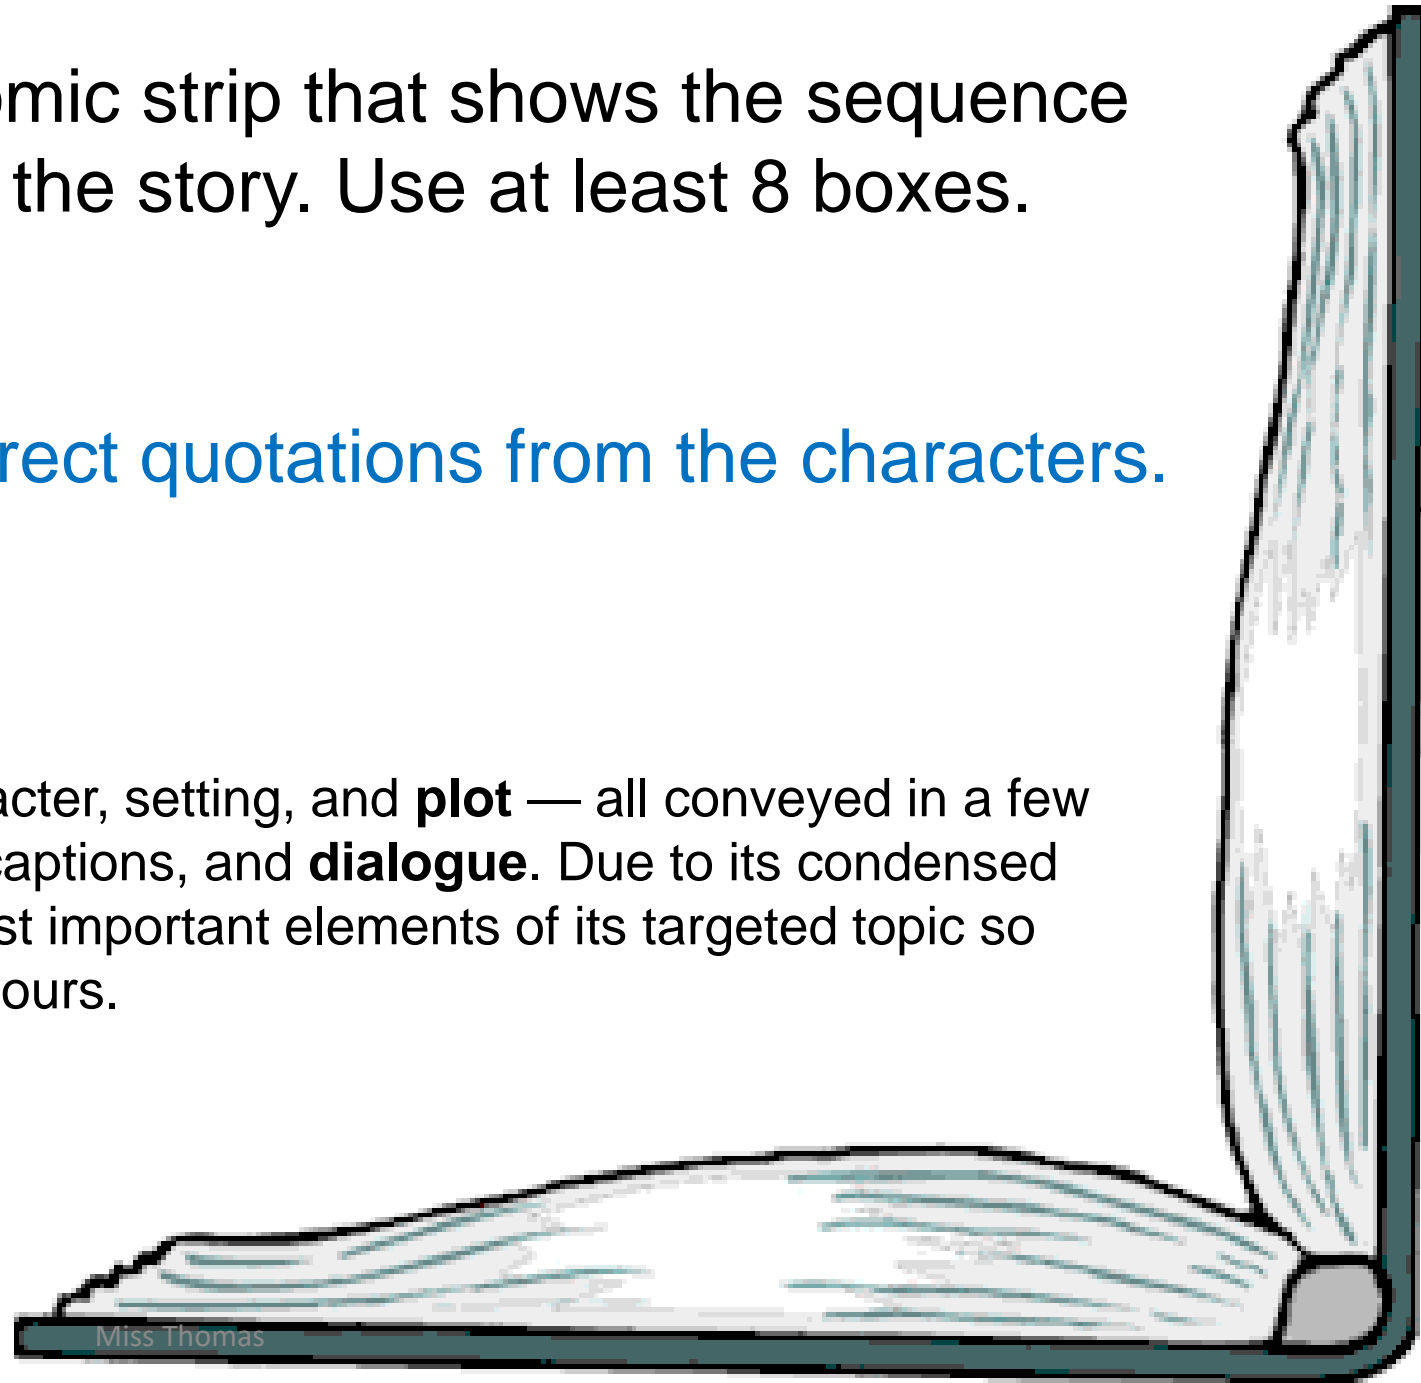 omic strip that shows the sequence
the story. Use at least 8 boxes.
rect quotations from the characters.
acter, setting, and plot — all conveyed in a few
captions, and dialogue. Due to its condensed
st important elements of its targeted topic so
ours.
Miss Thomas